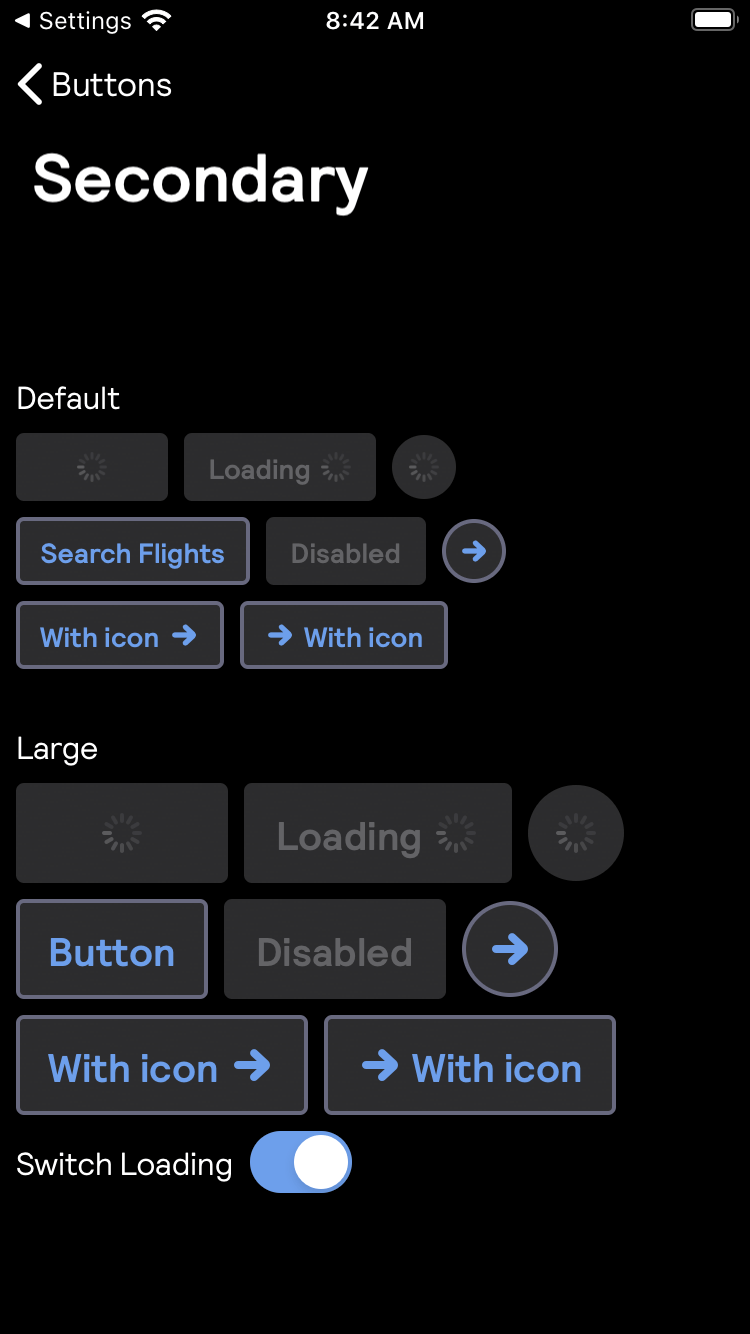 Settings 8:42 AM
Buttons
Secondary
Default
Loading
Search Flights Disabled
With icon With icon
Large
Loading
Button Disabled
With icon With icon
Switch Loading